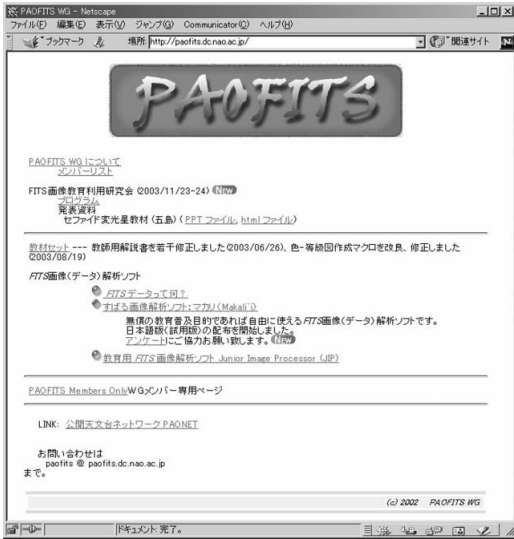 PAOFITS WG - Netscape
ファイル(F) 編集(E) 表示(V) ジャンプ(G) Communicator(C) ヘルプ(H)
ブックマーク 場所: http://paofits.dc.nao.ac.jp/ 関連サイト N
PAOFITS
PAOFITS WG について
メンバーリスト
FITS画像教育利用研究会 (2003/11/23-24) New
プログラム
発表資料
セファイド変光星教材 (五島) ( PPT ファイル, html ファイル)
教材セット --- 教師用解説書を若干修正しました(2003/06/26)、色-等級図作成マクロを改良、修正しました
(2003/08/19)
FITS画像(データ)解析ソフト
FITSデータって何？
すばる画像解析ソフト:マカリ(Makali`i)
無償の教育普及目的であれば自由に使えるFITS画像(データ)解析ソフトです。
日本語版(試用版)の配布を開始しました。
アンケートにご協力お願い致します。 New
教育用 FITS 画像解析ソフト Junior Image Processor (JIP)
PAOFITS Members OnlyWGメンバー専用ページ
LINK: 公開天文台ネットワーク PAONET
お問い合わせは
paofits @ paofits.dc.nao.ac.jp
まで。
(c) 2002 PAOFITS WG
ドキュメント: 完了。